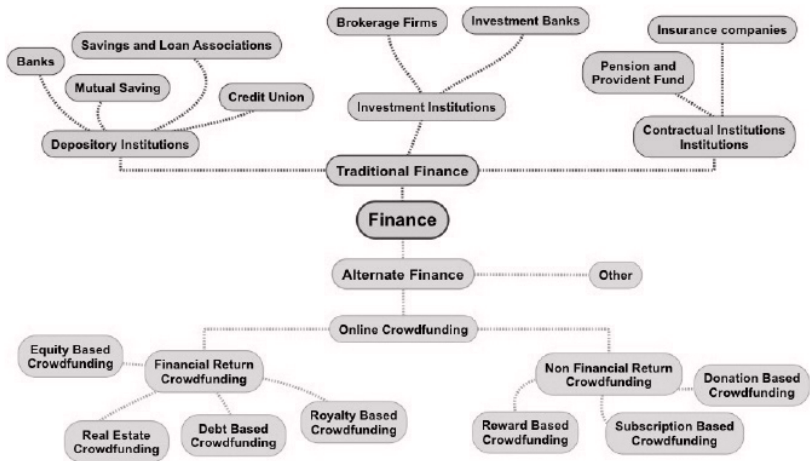 Brokerage Firms
Investment Banks
Insurance companies
Savings and Loan Associations
Banks
Pension and
Provident Fund
Mutual Saving
Credit Union
Investment Institutions
Depository Institutions
Contractual Institutions
Institutions
Traditional Finance
Finance
Alternate Finance
Other
Online Crowdfunding
Equity Based
Crowdfunding
Financial Return
Crowdfunding
Non Financial Return
Crowdfunding
Donation Based
Crowdfunding
Real Estate
Crowdfunding
Debt Based
Crowdfunding
Royalty Based
Crowdfunding
Reward Based
Crowdfunding
Subscription Based
Crowdfunding